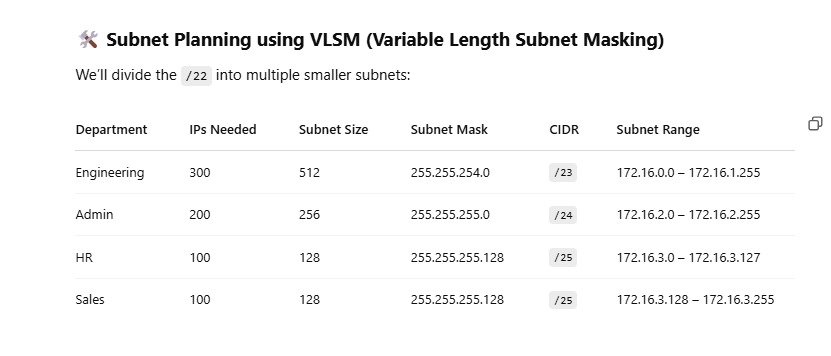 🛠 Subnet Planning using VLSM (Variable Length Subnet Masking)
We'll divide the /22 into multiple smaller subnets:
Department IPs Needed Subnet Size Subnet Mask CIDR Subnet Range
Engineering 300 512 255.255.254.0 /23 172.16.0.0 – 172.16.1.255
Admin 200 256 255.255.255.0 /24 172.16.2.0 – 172.16.2.255
HR 100 128 255.255.255.128 /25 172.16.3.0 – 172.16.3.127
Sales 100 128 255.255.255.128 /25 172.16.3.128 – 172.16.3.255